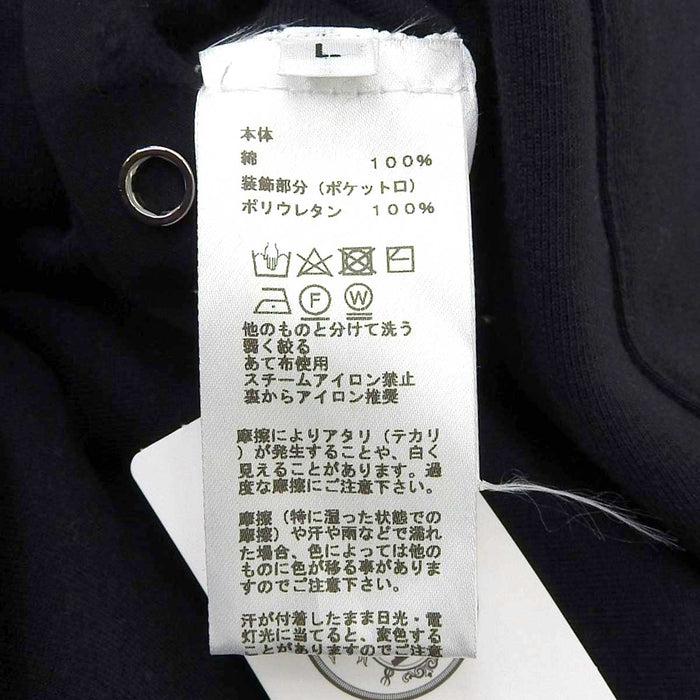 L
本体
綿 100%
装飾部分（ポケット口）
ポリウレタン 100%
F W
他のものと分けて洗う
弱く絞る
あて布使用
スチームアイロン禁止
裏からアイロン推奨
摩擦によりアタリ（テカリ
）が発生することや、白く
見えることがあります。過
度な摩擦にご注意下さい。
摩擦（特に湿った状態での
摩擦）や汗や雨などで濡れ
た場合、色によっては他の
ものに色が移る事がありま
すのでご注意下さい。
汗が付着したまま日光・電
灯光に当てると、変色する
ことがありますのでご注意